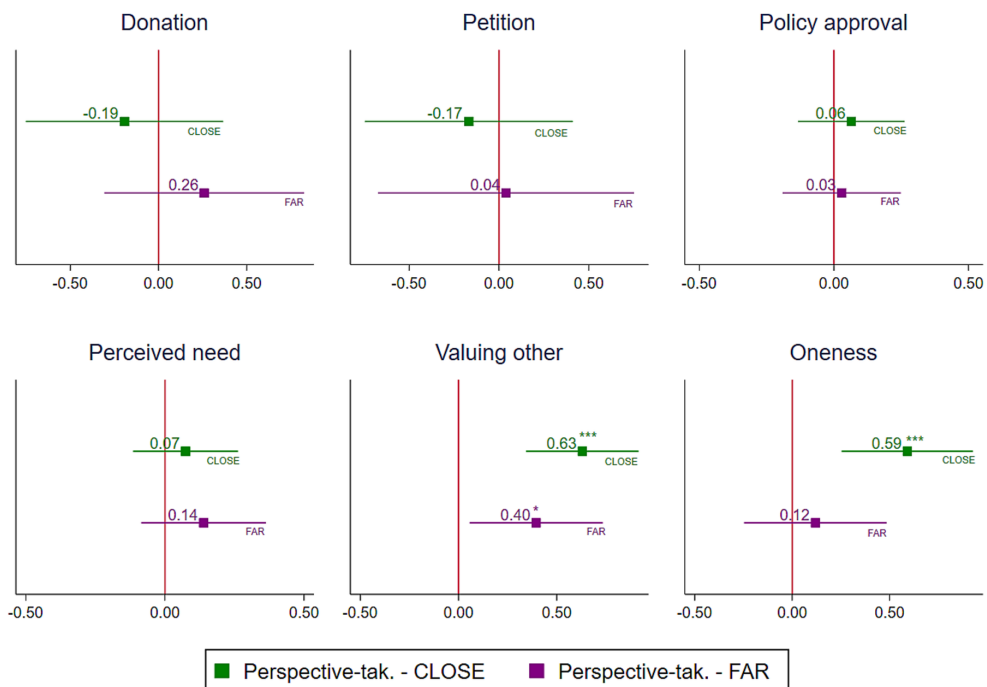 Donation
Petition
Policy approval
-0.19
CLOSE
-0.17
CLOSE
0.06
CLOSE
0.26
FAR
0.04
FAR
0.03
FAR
-0.50 0.00 0.50
-0.50 0.00 0.50
-0.50 0.00 0.50
Perceived need
Valuing other
Oneness
0.07
CLOSE
0.63 ***
CLOSE
0.59 ***
CLOSE
0.14
FAR
0.40 *
FAR
0.12
FAR
-0.50 0.00 0.50
-0.50 0.00 0.50
-0.50 0.00 0.50
Perspective-tak. - CLOSE
Perspective-tak. - FAR